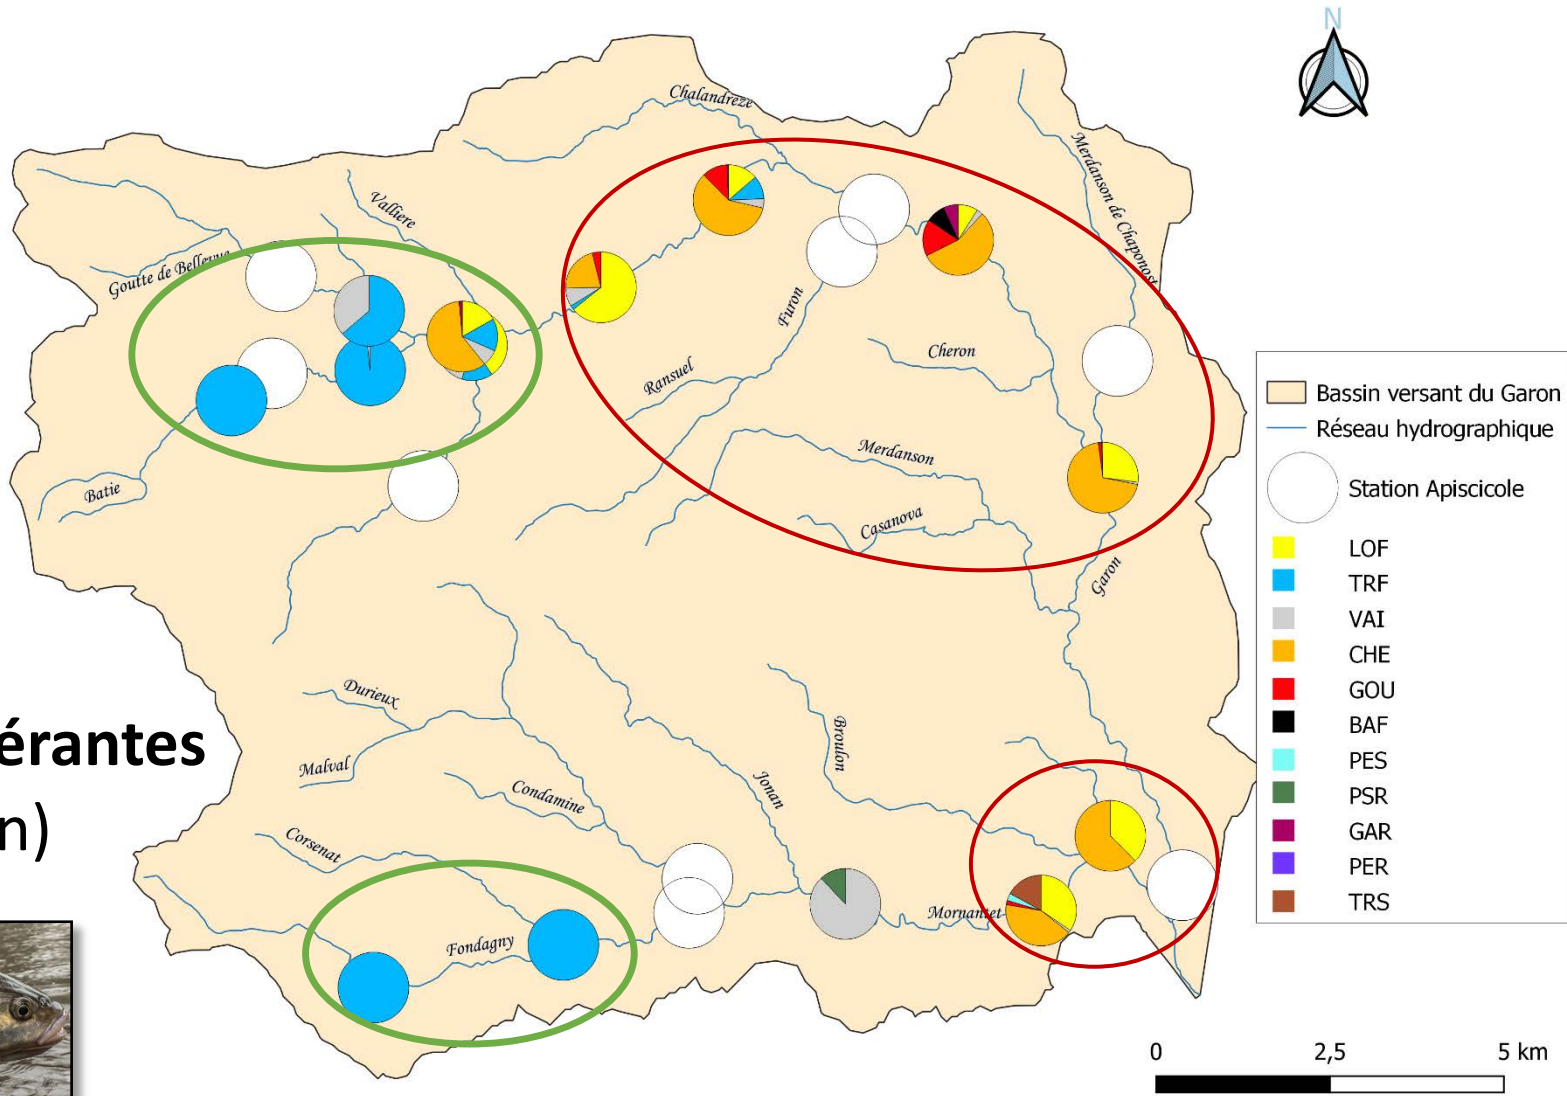 N
Chalandreze
Merdanson de Chaponost
Valliere
Goutte de Bellevue
Furon
Cheron
Ransuel
Batie
Merdanson
Casanova
Garon
Durieux
Malval
Condamine
Corsenat
Jonan
Broulon
Mornantet
Fondagny
érantes
n)
Bassin versant du Garon
Réseau hydrographique
Station Apiscicole
LOF
TRF
VAI
CHE
GOU
BAF
PES
PSR
GAR
PER
TRS
0 2,5 5 km